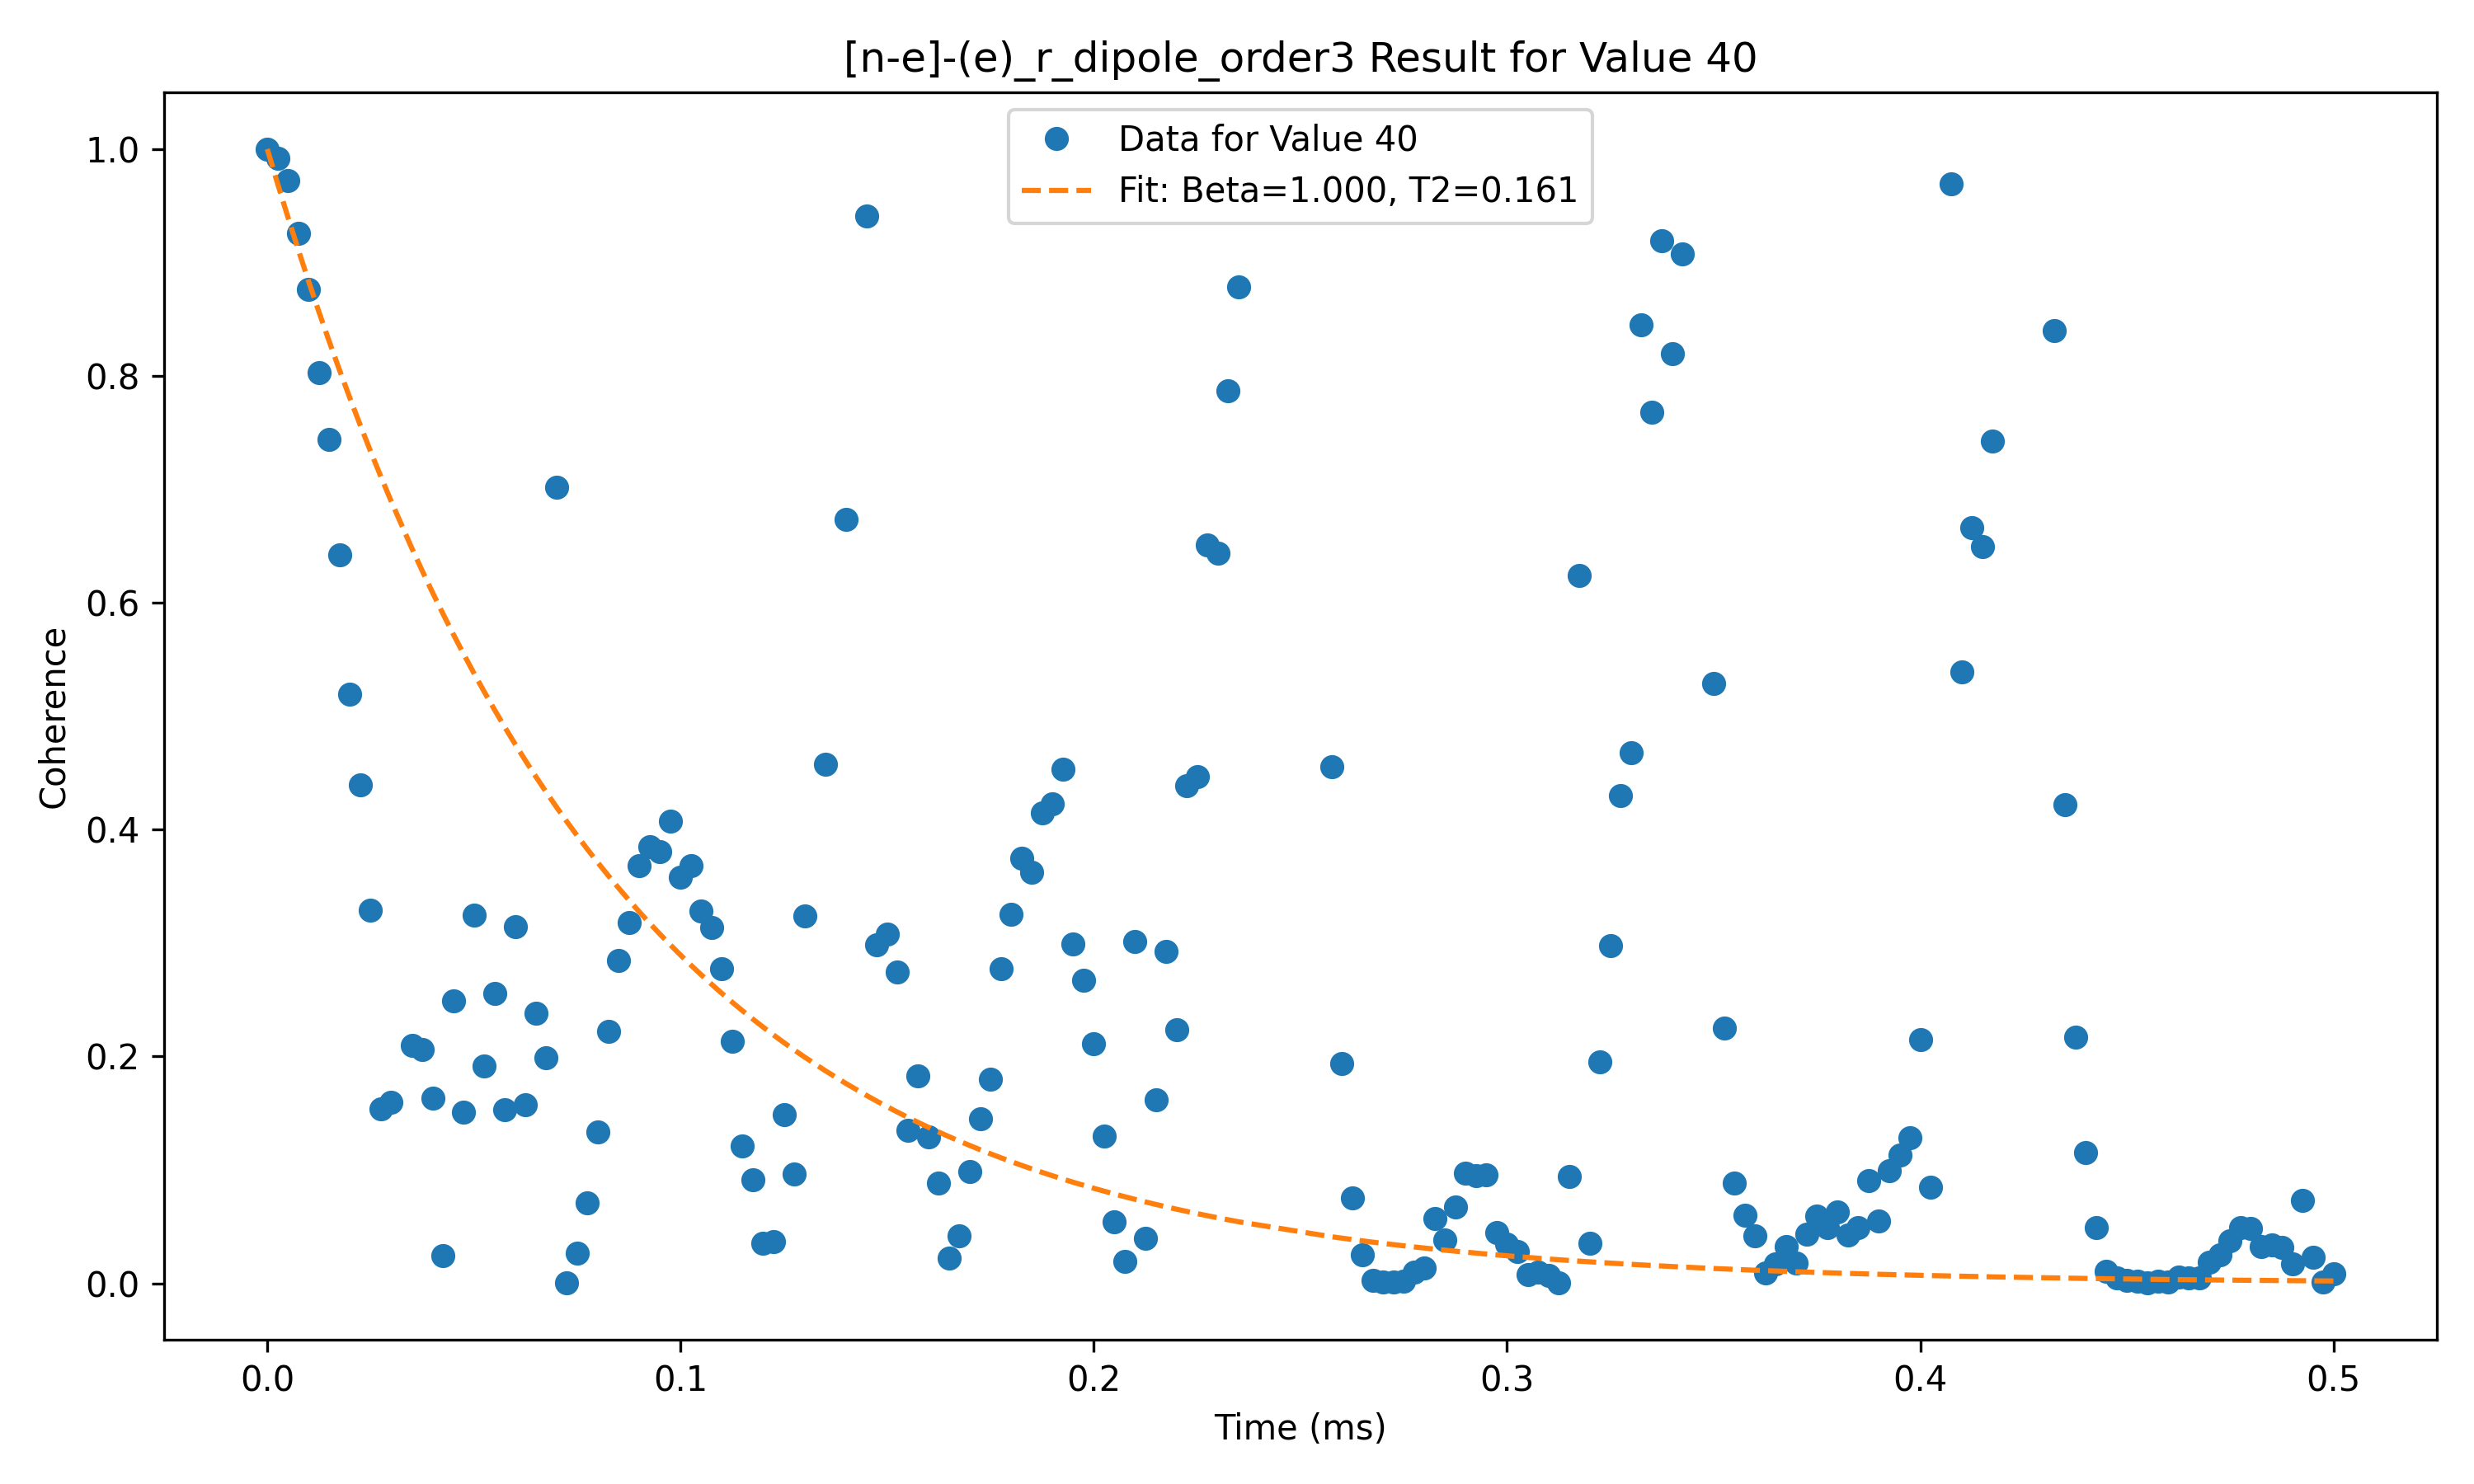 [n-e]-(e)_r_dipole_order3 Result for Value 40
Data for Value 40
Fit: Beta=1.000, T2=0.161
1.0
0.8
0.6
0.4
0.2
0.0
Coherence
0.0 0.1 0.2 0.3 0.4 0.5
Time (ms)